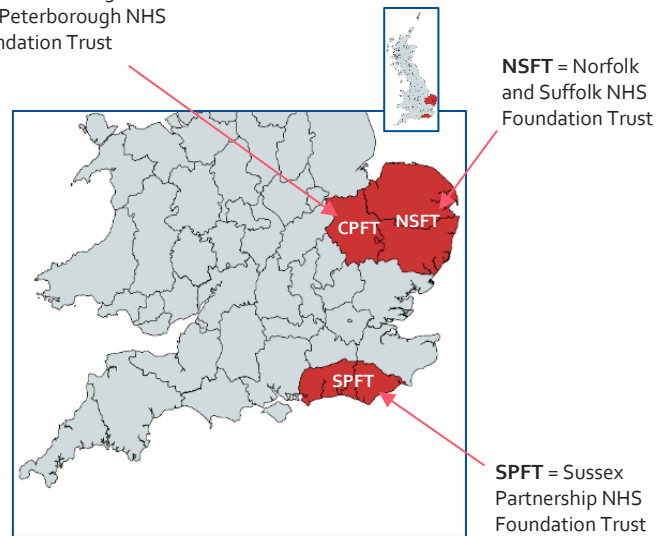 Peterborough NHS
ndation Trust
NSFT = Norfolk
and Suffolk NHS
Foundation Trust
CPFT
NSFT
SPFT
SPFT = Sussex
Partnership NHS
Foundation Trust